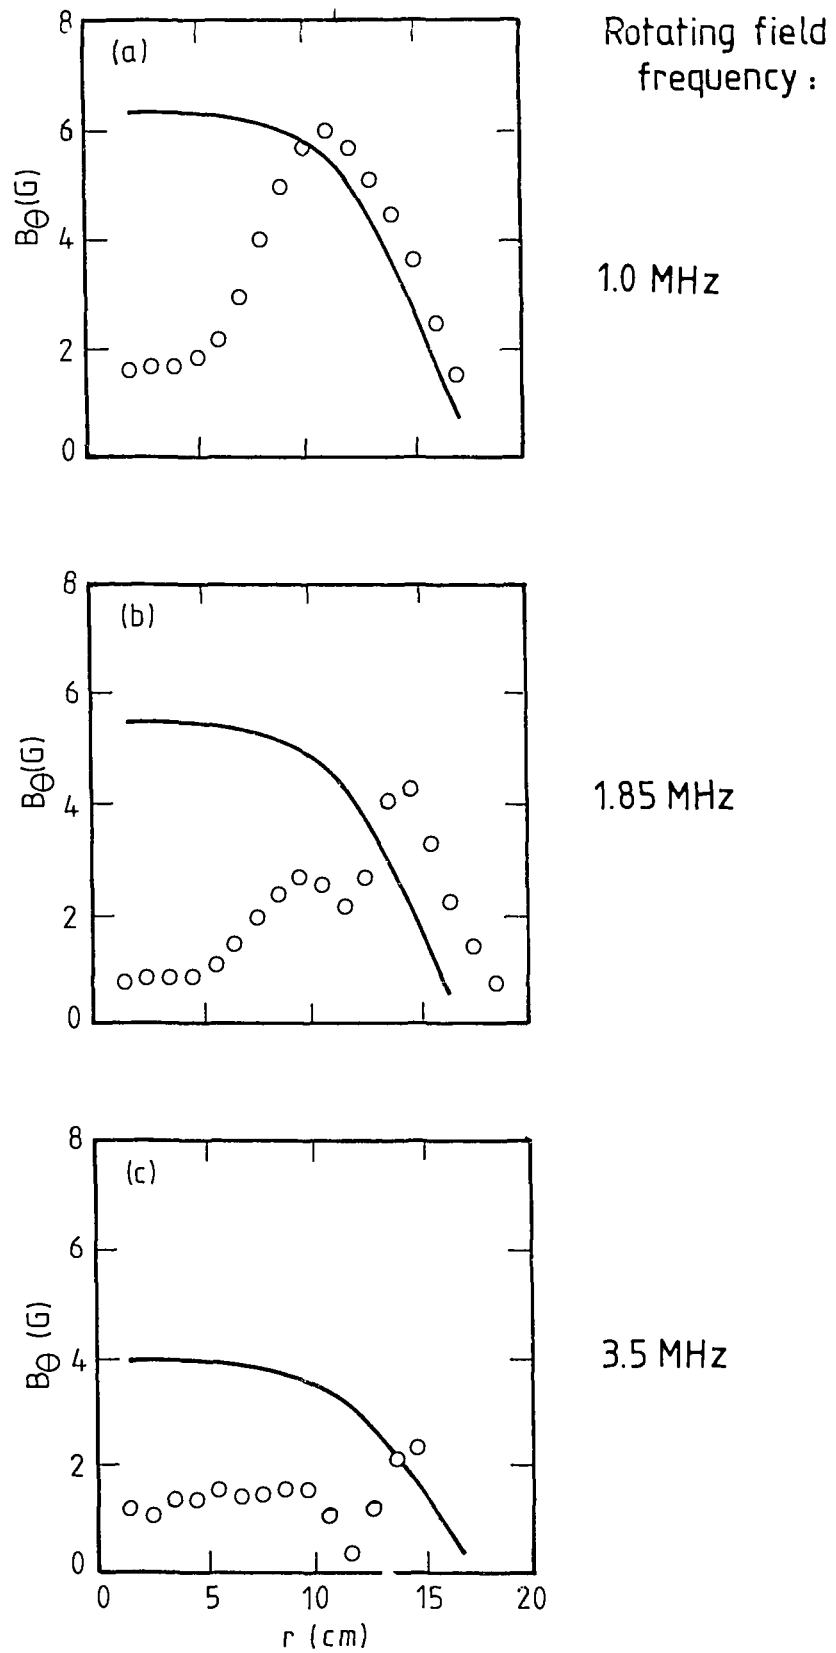 Rotating field
frequency :
(a)
8
6
4
2
0
Bθ(G)
1.0 MHz
(b)
8
6
4
2
0
Bθ(G)
1.85 MHz
(c)
8
6
4
2
0
Bθ (G)
3.5 MHz
0 5 10 15 20
r (cm)